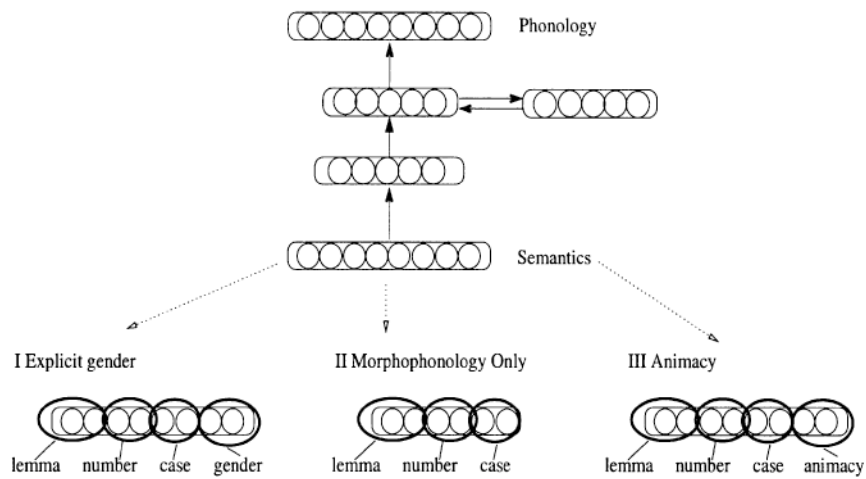 Phonology
Semantics
I Explicit gender
II Morphophonology Only
III Animacy
lemma number case gender
lemma number case
lemma number case animacy